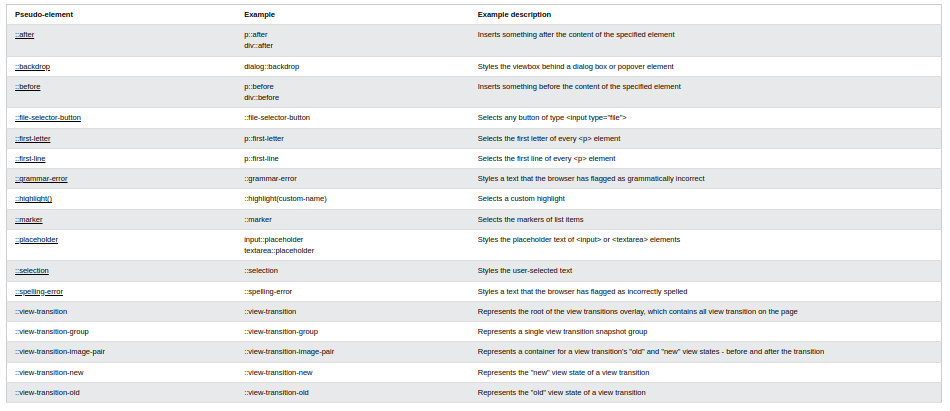 Pseudo-element Example Example description
::after p::after Inserts something after the content of the specified element
div::after
::backdrop dialog::backdrop Styles the viewbox behind a dialog box or popover element
::before p::before Inserts something before the content of the specified element
div::before
::file-selector-button ::file-selector-button Selects any button of type <input type="file">
::first-letter p::first-letter Selects the first letter of every <p> element
::first-line p::first-line Selects the first line of every <p> element
::grammar-error ::grammar-error Styles a text that the browser has flagged as grammatically incorrect
::highlight() ::highlight(custom-name) Selects a custom highlight
::marker ::marker Selects the markers of list items
::placeholder input::placeholder Styles the placeholder text of <input> or <textarea> elements
textarea::placeholder
::selection ::selection Styles the user-selected text
::spelling-error ::spelling-error Styles a text that the browser has flagged as incorrectly spelled
::view-transition ::view-transition Represents the root of the view transitions overlay, which contains all view transition on the page
::view-transition-group ::view-transition-group Represents a single view transition snapshot group
::view-transition-image-pair ::view-transition-image-pair Represents a container for a view transition's "old" and "new" view states - before and after the transition
::view-transition-new ::view-transition-new Represents the "new" view state of a view transition
::view-transition-old ::view-transition-old Represents the "old" view state of a view transition